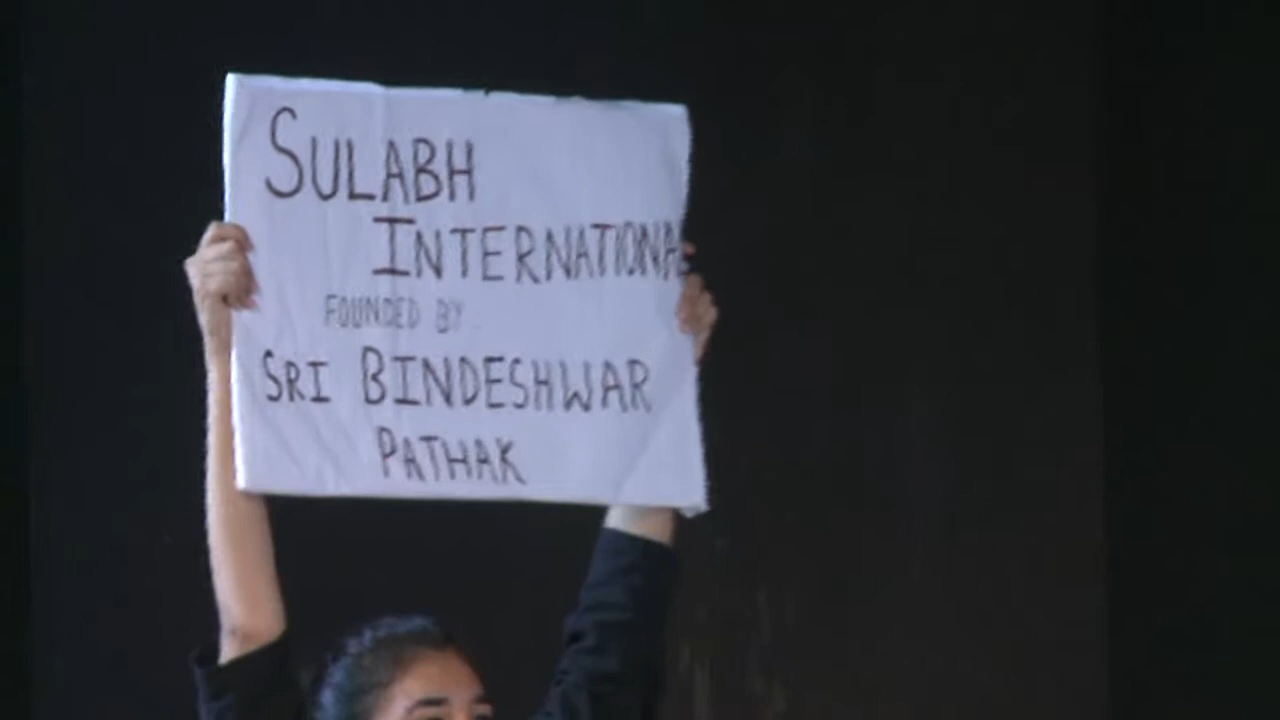 SULABH
INTERNATIONAL
FOUNDED BY
SRI BINDESHWAR
PATHAK